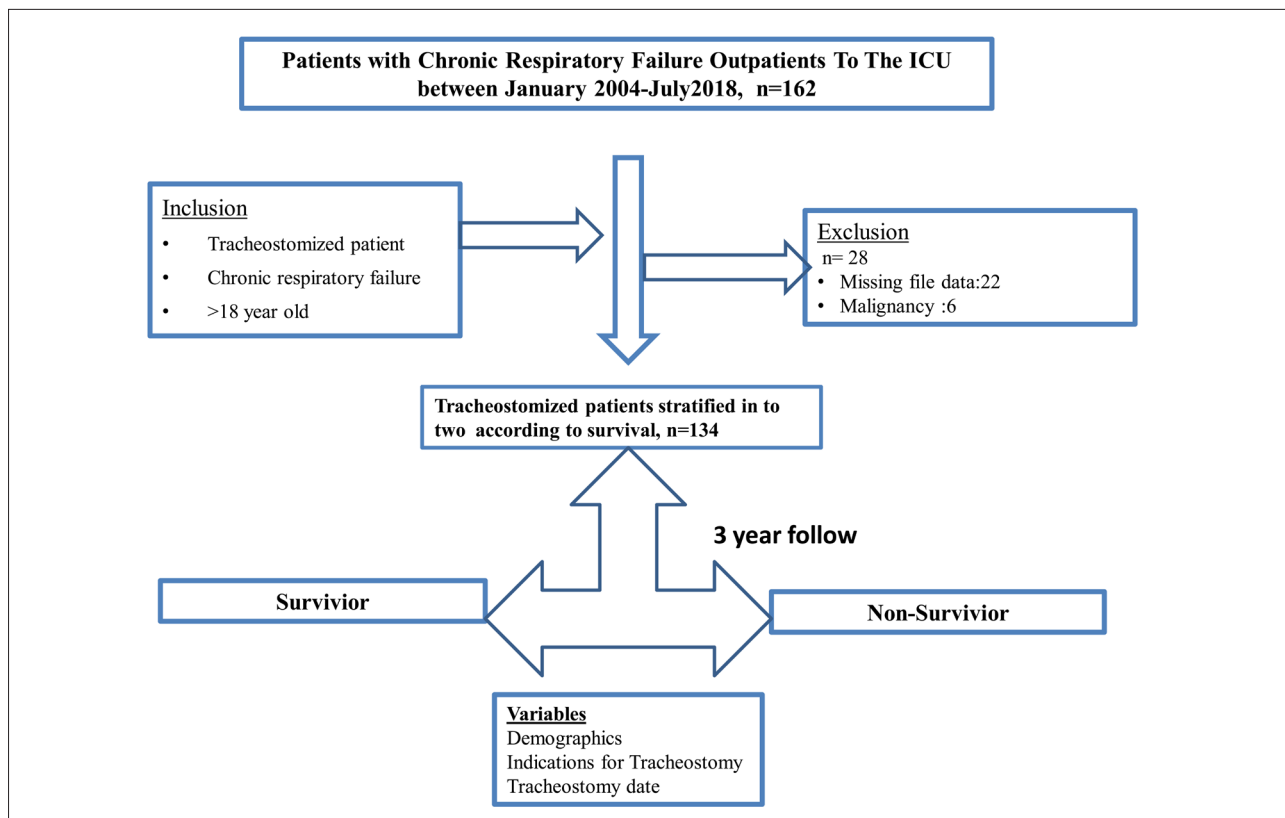 Patients with Chronic Respiratory Failure Outpatients To The ICU
between January 2004-July2018, n=162
Inclusion
• Tracheostomized patient
• Chronic respiratory failure
• >18 year old
Exclusion
n= 28
• Missing file data:22
• Malignancy :6
Tracheostomized patients stratified in to
two according to survival, n=134
3 year follow
Survivior
Non-Survivior
Variables
Demographics
Indications for Tracheostomy
Tracheostomy date